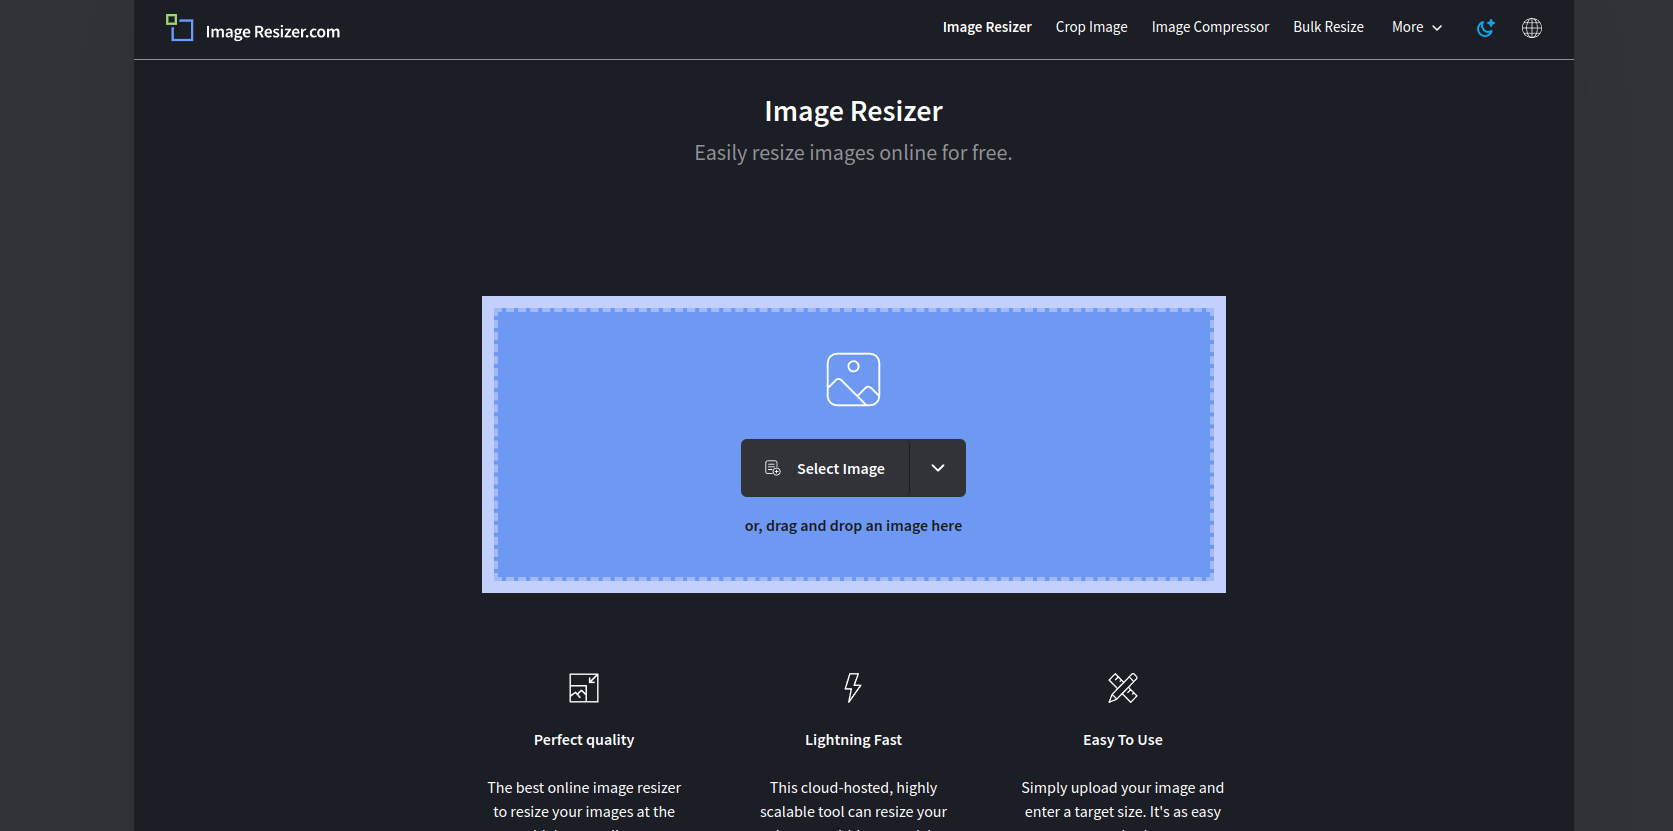 Image Resizer.com
Image Resizer Crop Image Image Compressor Bulk Resize More
Image Resizer
Easily resize images online for free.
Select Image
or, drag and drop an image here
Perfect quality
The best online image resizer
to resize your images at the
Lightning Fast
This cloud-hosted, highly
scalable tool can resize your
Easy To Use
Simply upload your image and
enter a target size. It's as easy